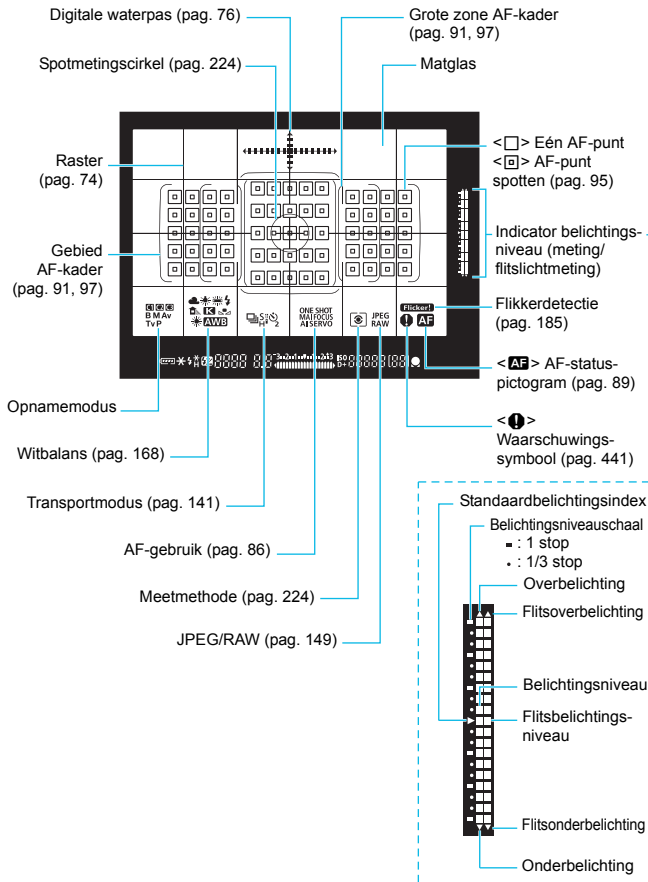 Digitale waterpas (pag. 76)
Grote zone AF-kader
(pag. 91, 97)
Spotmetingscirkel (pag. 224)
Matglas
<□> Eén AF-punt
<⊡> AF-punt
spotten (pag. 95)
Raster
(pag. 74)
Indicator belichtings-
niveau (meting/
flitslichtmeting)
Gebied
AF-kader
(pag. 91, 97)
Flikkerdetectie
(pag. 185)
B M Av
Tv P
K
AWB
ONE SHOT
AI FOCUS
AI SERVO
JPEG
RAW
Flicker!
AF
ISO
D+
<AF> AF-status-
pictogram (pag. 89)
Opnamemodus
<!>
Waarschuwings-
symbool (pag. 441)
Witbalans (pag. 168)
Transportmodus (pag. 141)
AF-gebruik (pag. 86)
Meetmethode (pag. 224)
JPEG/RAW (pag. 149)
Standaardbelichtingsindex
Belichtingsniveauschaal
: 1 stop
: 1/3 stop
Overbelichting
Flitsoverbelichting
Belichtingsniveau
Flitsbelichtings-
niveau
Flitsonderbelichting
Onderbelichting